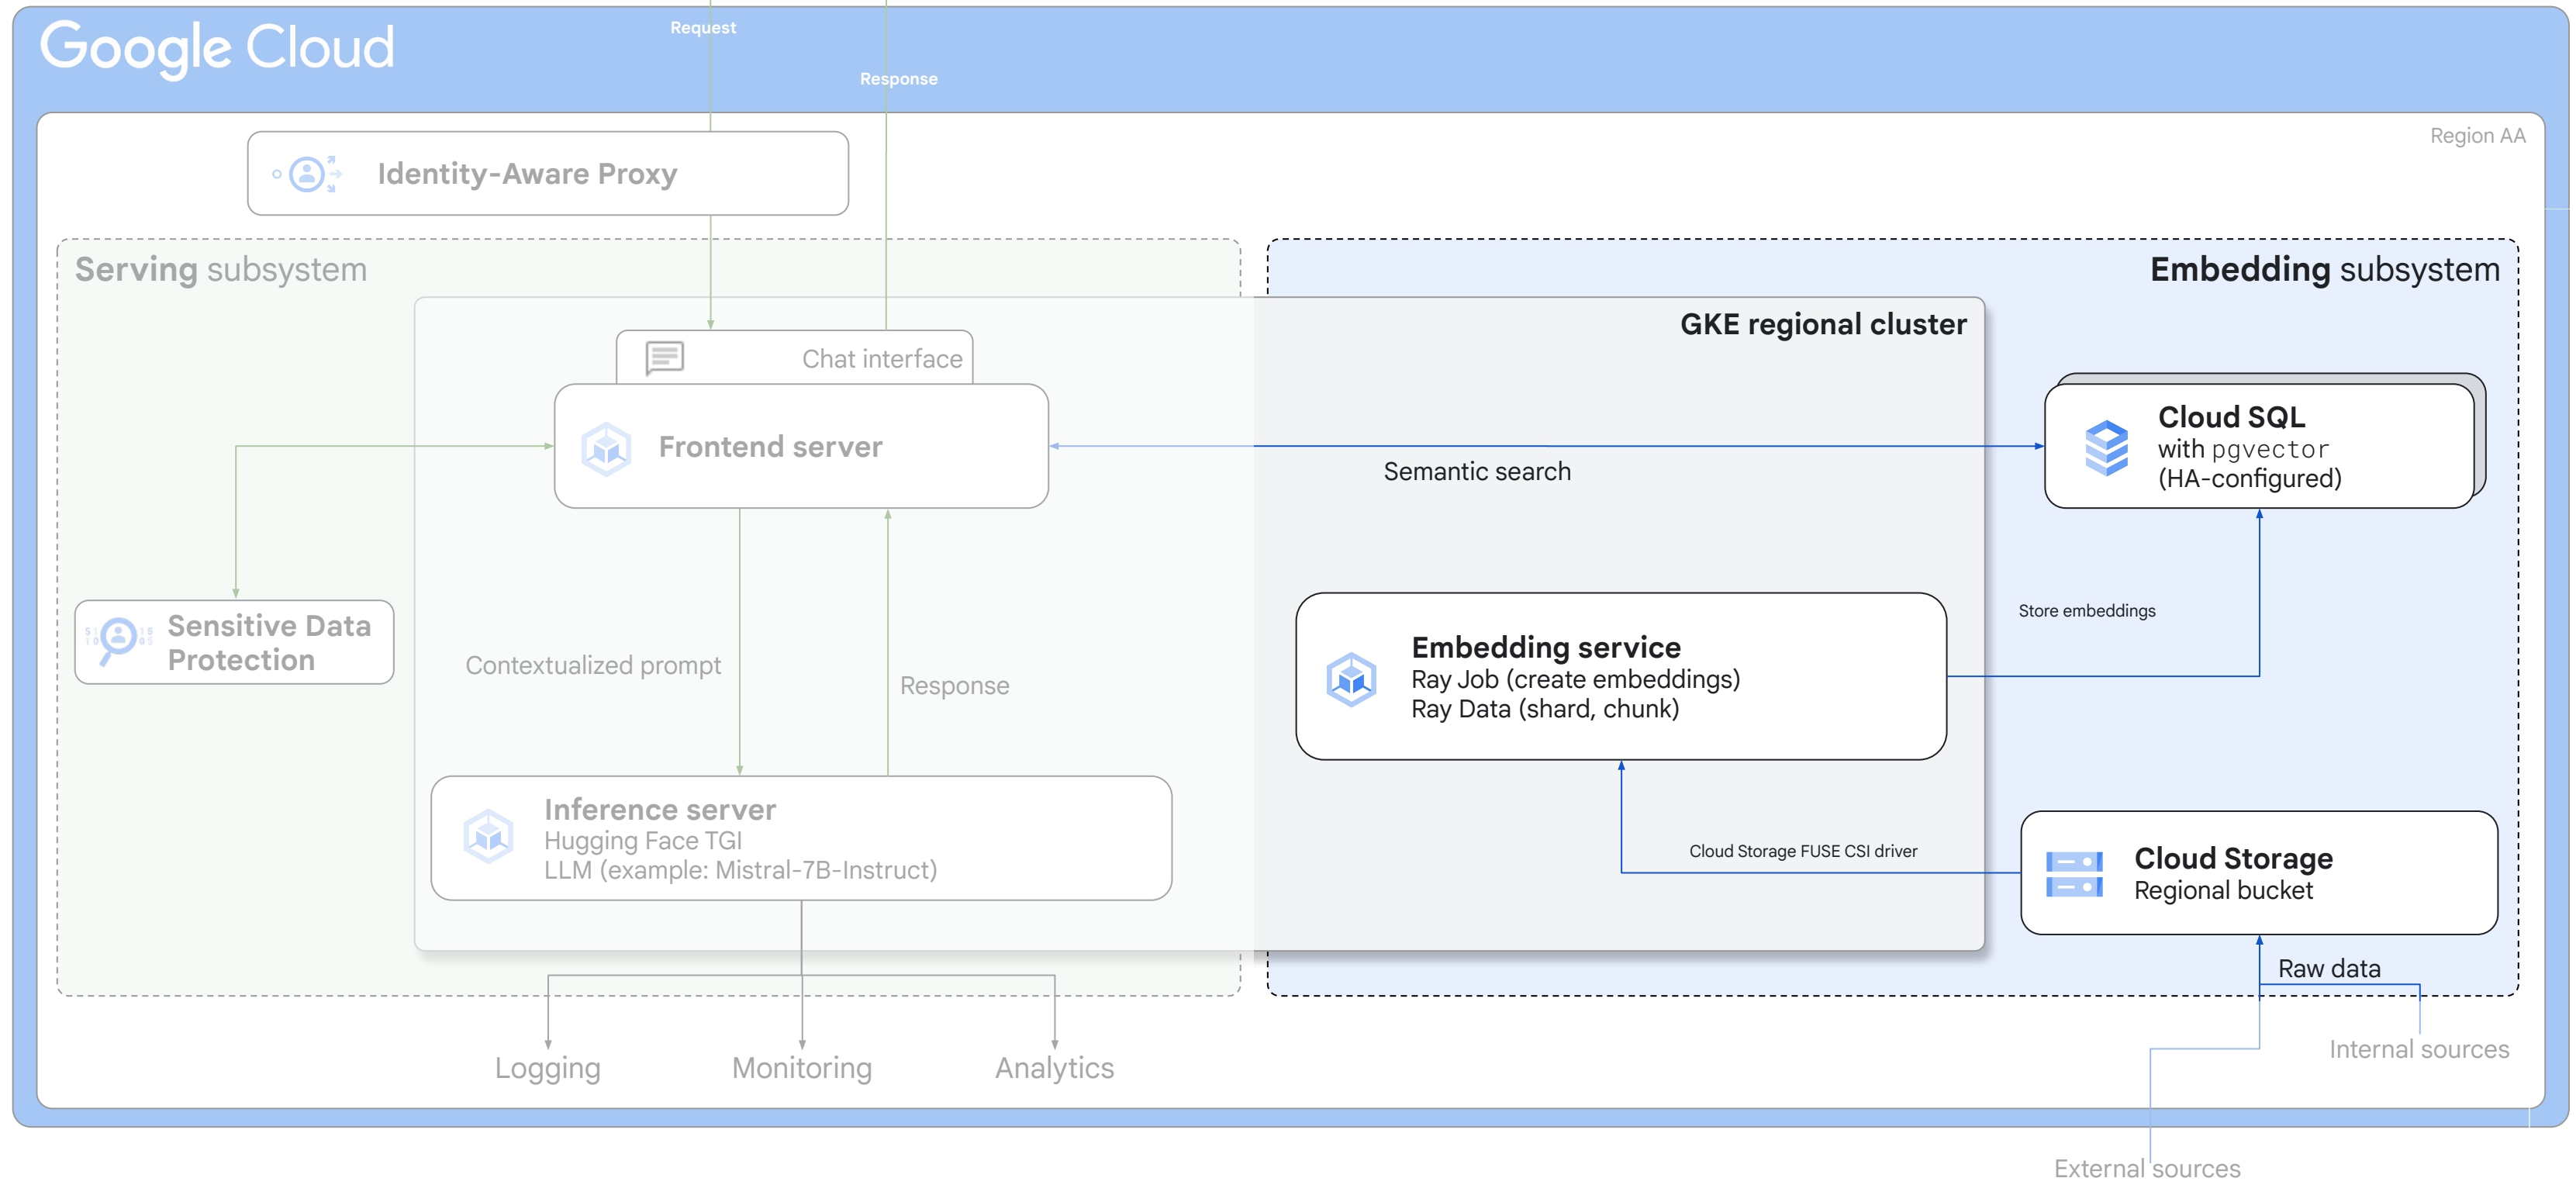 Google Cloud
Request
Response
Region AA
Identity-Aware Proxy
Serving subsystem
Embedding subsystem
GKE regional cluster
Chat interface
Frontend server
Semantic search
Cloud SQL
with pgvector
(HA-configured)
Sensitive Data
Protection
Contextualized prompt
Response
Store embeddings
Embedding service
Ray Job (create embeddings)
Ray Data (shard, chunk)
Inference server
Hugging Face TGI
LLM (example: Mistral-7B-Instruct)
Cloud Storage FUSE CSI driver
Cloud Storage
Regional bucket
Raw data
Logging
Monitoring
Analytics
Internal sources
External sources